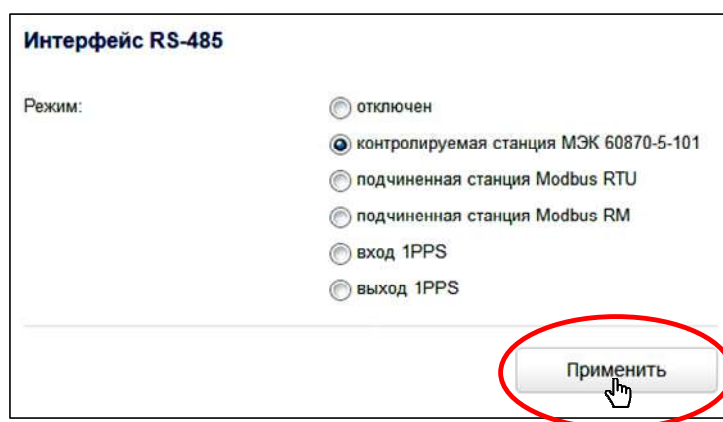 Интерфейс RS-485
Режим:
отключен
контролируемая станция МЭК 60870-5-101
подчиненная станция Modbus RTU
подчиненная станция Modbus RM
вход 1PPS
выход 1PPS
Применить